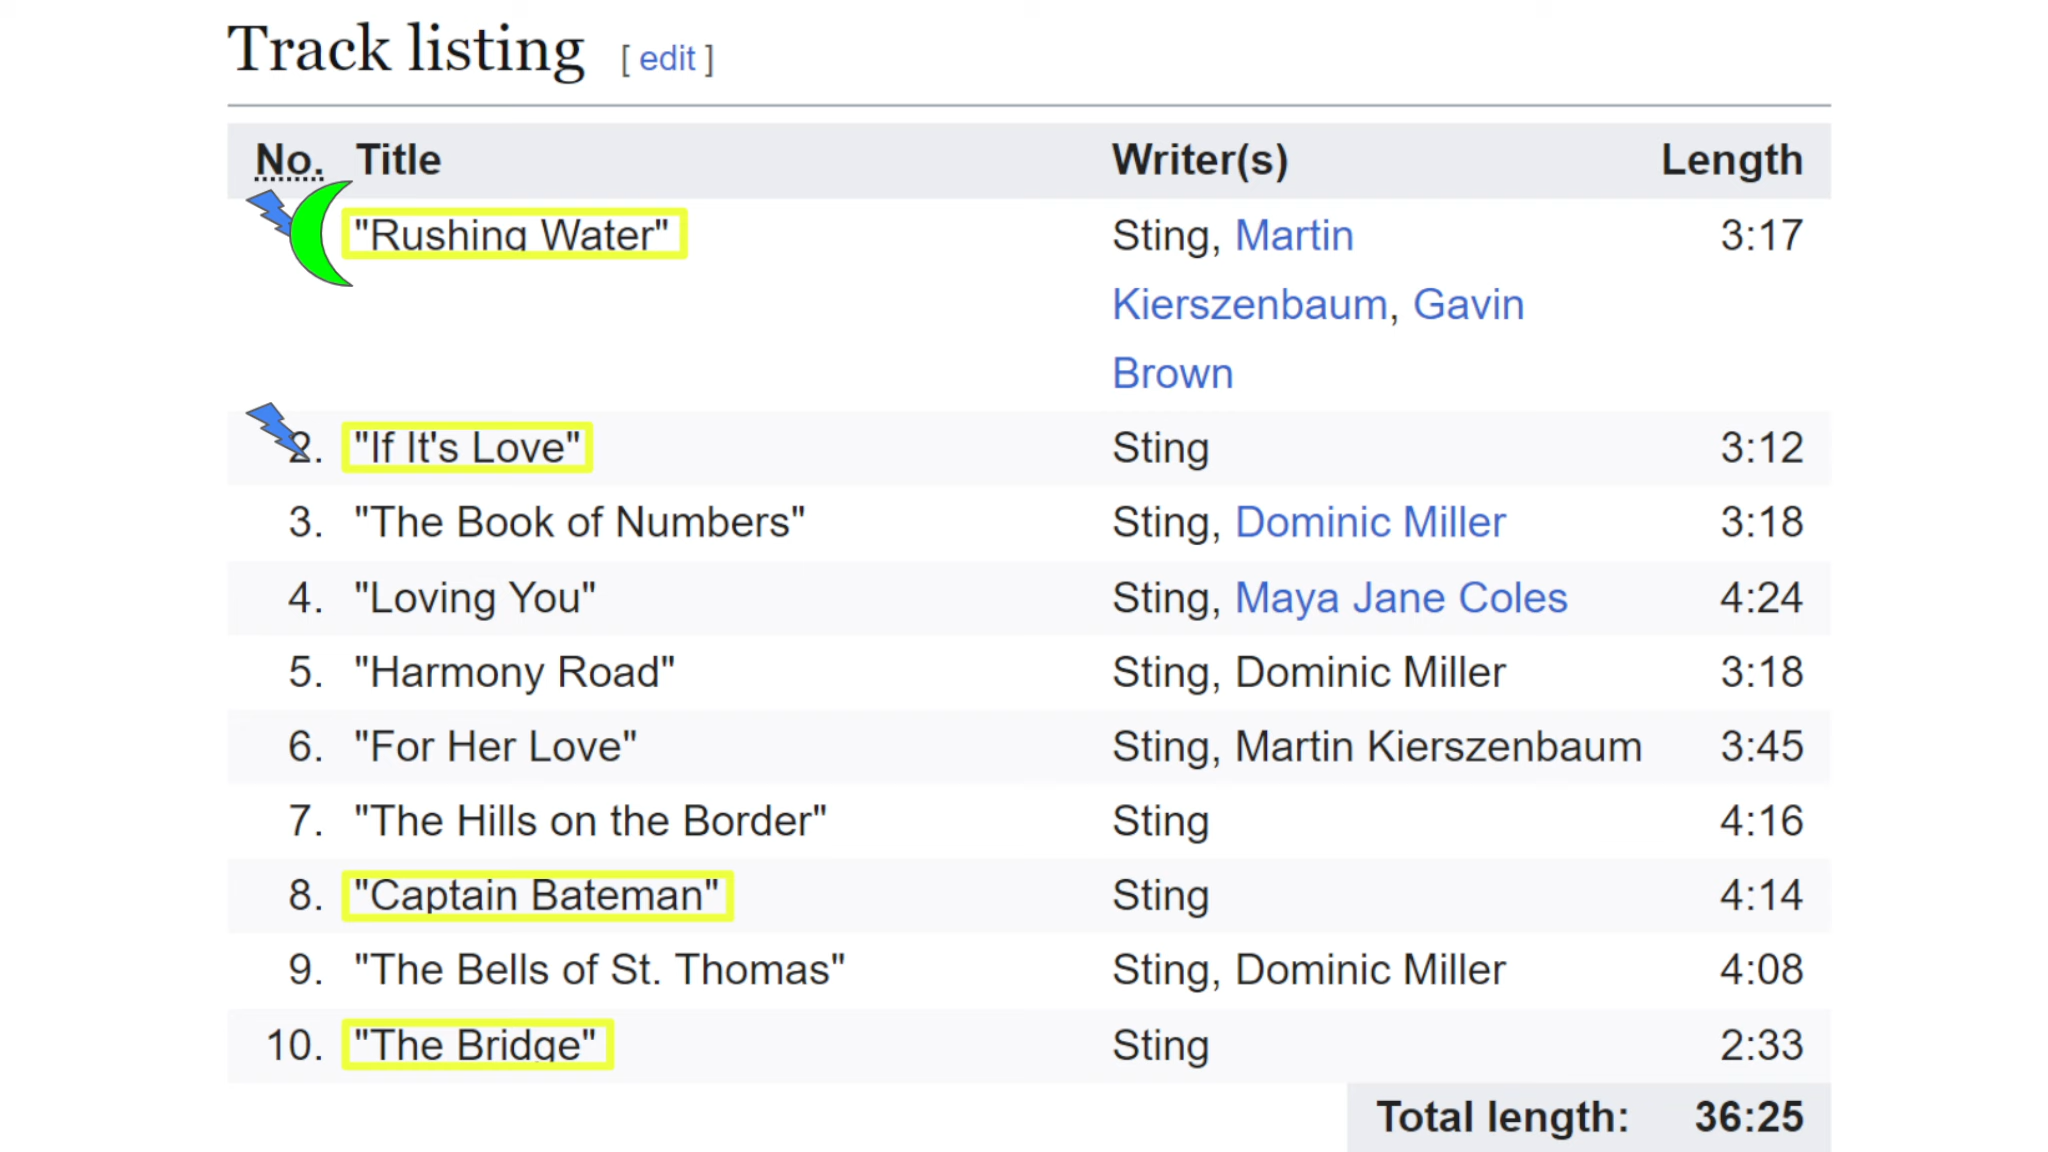 Track listing [ edit ]
No. Title Writer(s) Length
"Rushing Water" Sting, Martin 3:17
Kierszenbaum, Gavin
Brown
2. "If It's Love" Sting 3:12
3. "The Book of Numbers" Sting, Dominic Miller 3:18
4. "Loving You" Sting, Maya Jane Coles 4:24
5. "Harmony Road" Sting, Dominic Miller 3:18
6. "For Her Love" Sting, Martin Kierszenbaum 3:45
7. "The Hills on the Border" Sting 4:16
8. "Captain Bateman" Sting 4:14
9. "The Bells of St. Thomas" Sting, Dominic Miller 4:08
10. "The Bridge" Sting 2:33
Total length: 36:25